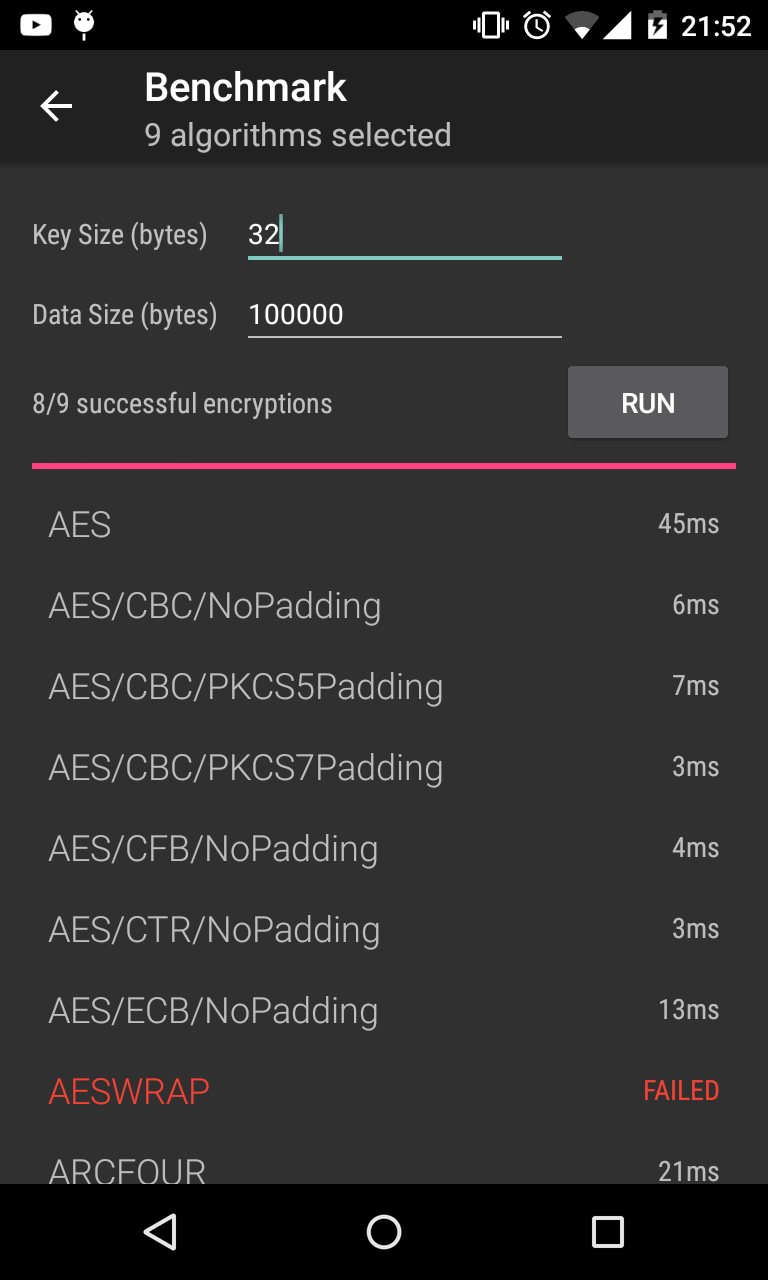 21:52
Benchmark
9 algorithms selected
Key Size (bytes) 32
Data Size (bytes) 100000
8/9 successful encryptions RUN
AES 45ms
AES/CBC/NoPadding 6ms
AES/CBC/PKCS5Padding 7ms
AES/CBC/PKCS7Padding 3ms
AES/CFB/NoPadding 4ms
AES/CTR/NoPadding 3ms
AES/ECB/NoPadding 13ms
AESWRAP FAILED
ARCFOUR 21ms